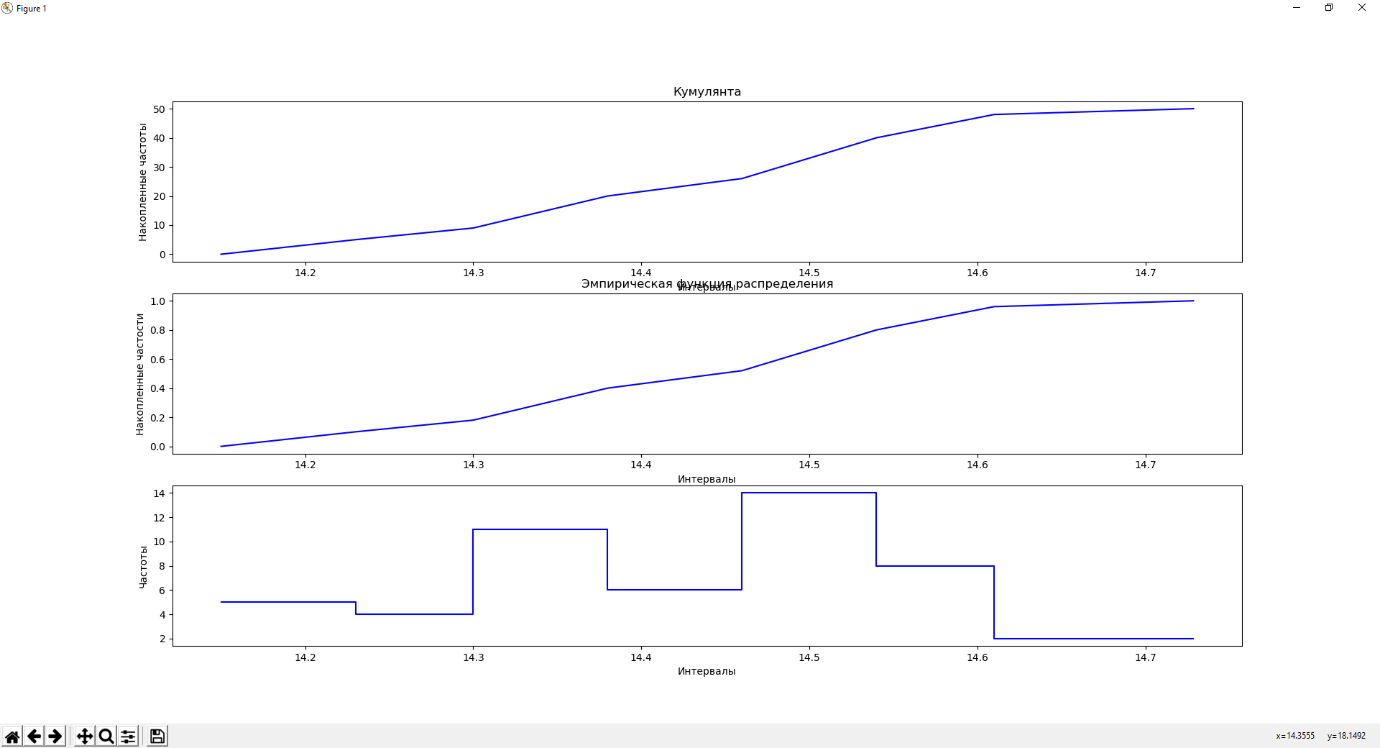 Figure 1
Кумулянта
50
40
30
20
10
0
Накопленные частоты
14.2 14.3 14.4 14.5 14.6 14.7
Интервалы
Эмпирическая функция распределения
1.0
0.8
0.6
0.4
0.2
0.0
Накопленные частости
14.2 14.3 14.4 14.5 14.6 14.7
Интервалы
14
12
10
8
6
4
2
Частоты
14.2 14.3 14.4 14.5 14.6 14.7
Интервалы
x=14.3555 y=18.1492